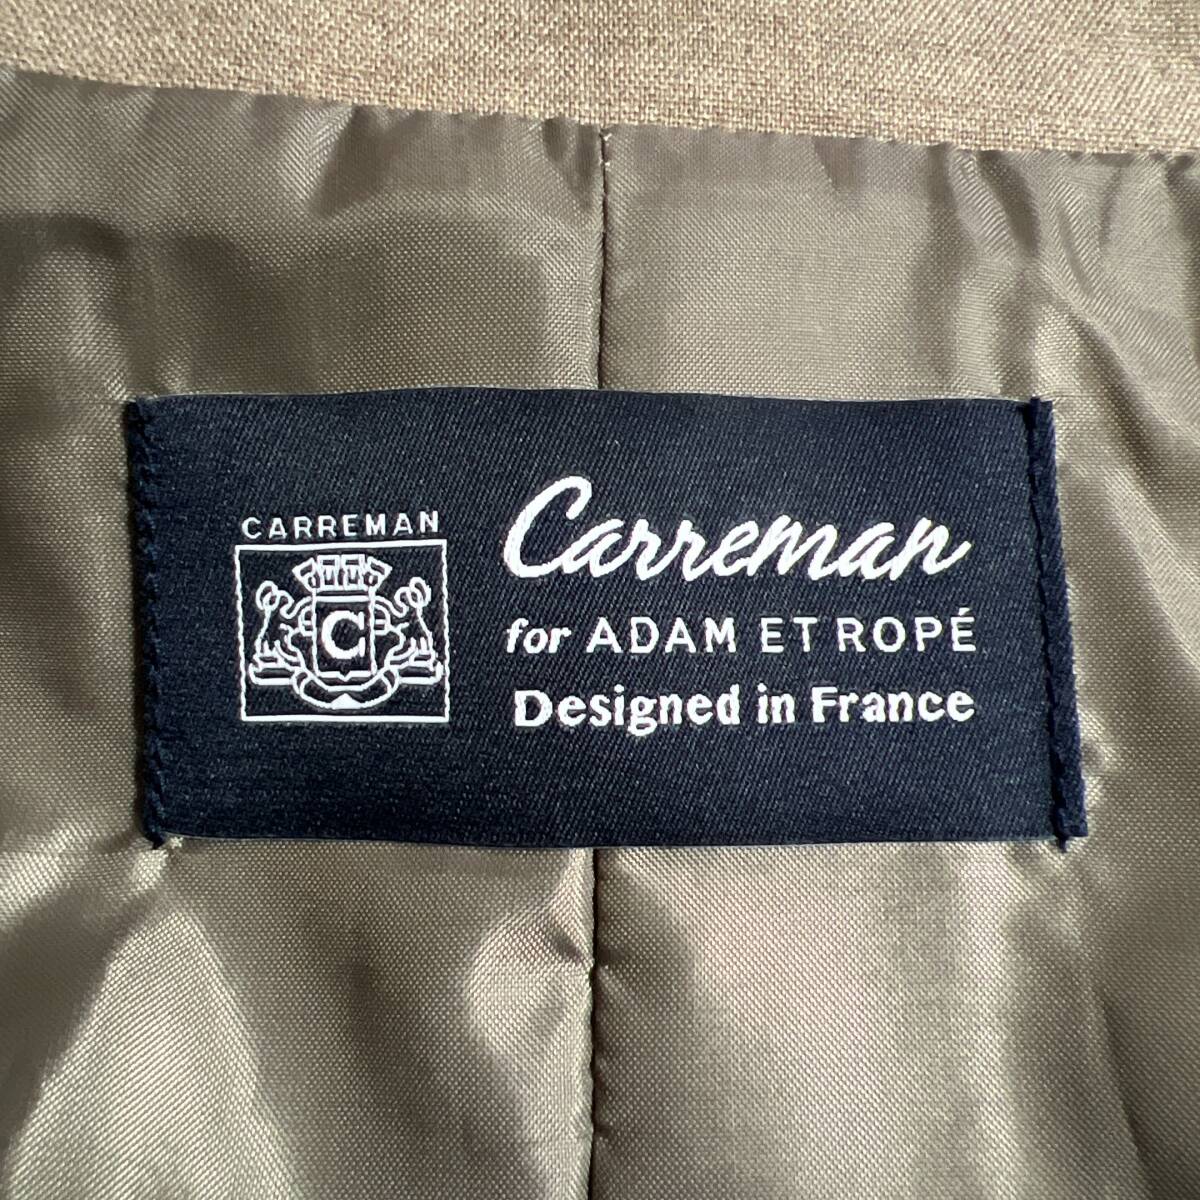 CARREMAN
C
Carreman
for ADAM ET ROPÉ
Designed in France